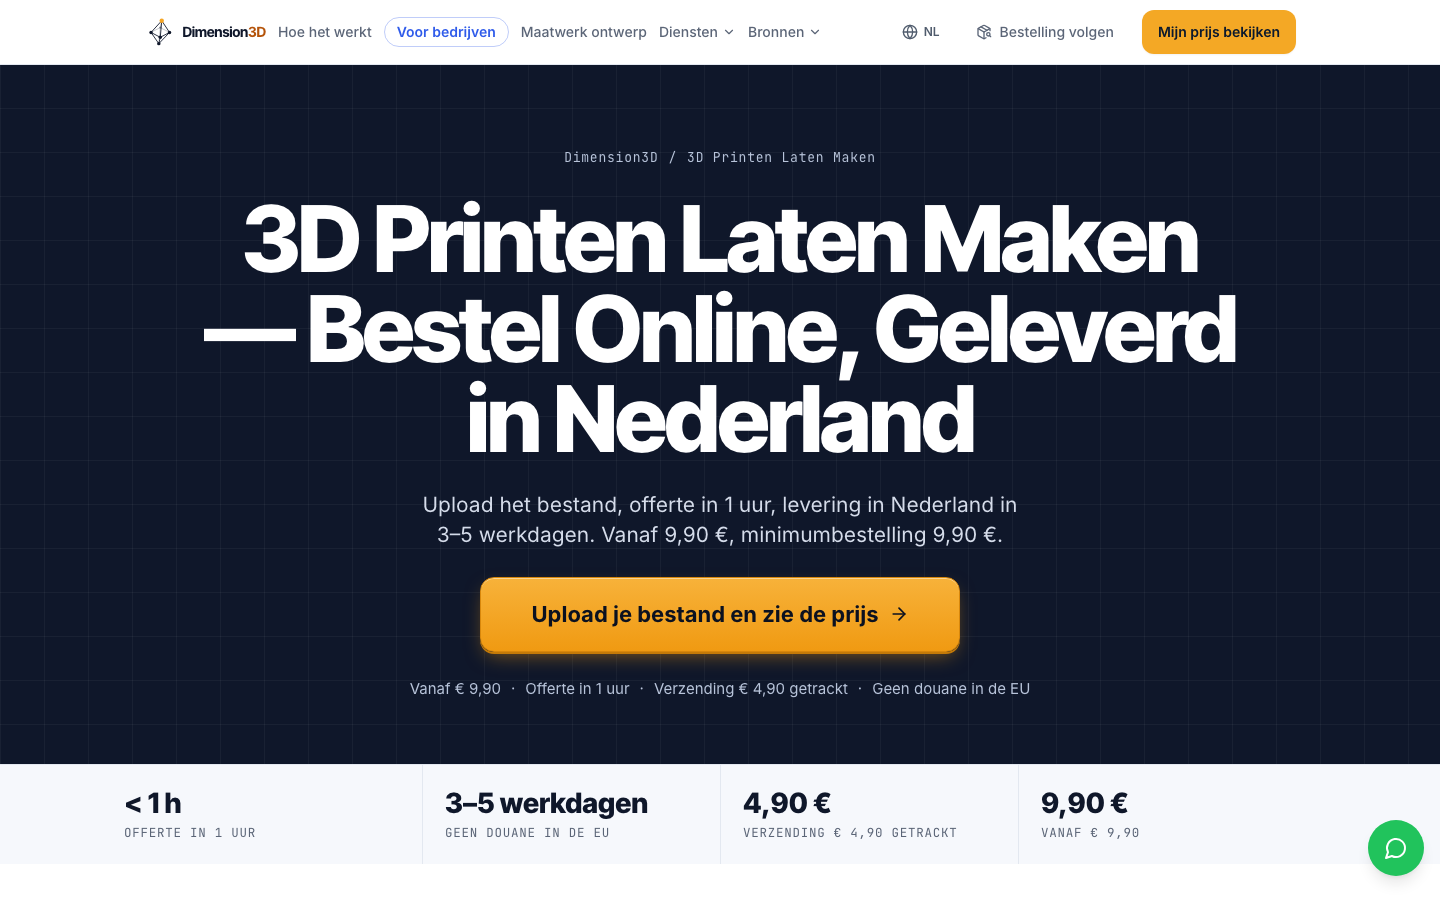 Dimension3D
Hoe het werkt
Voor bedrijven
Maatwerk ontwerp
Diensten
Bronnen
NL
Bestelling volgen
Mijn prijs bekijken
Dimension3D / 3D Printen Laten Maken
3D Printen Laten Maken
— Bestel Online, Geleverd
in Nederland
Upload het bestand, offerte in 1 uur, levering in Nederland in
3–5 werkdagen. Vanaf 9,90 €, minimumbestelling 9,90 €.
Upload je bestand en zie de prijs →
Vanaf € 9,90 · Offerte in 1 uur · Verzending € 4,90 getrackt · Geen douane in de EU
< 1 h
OFFERTE IN 1 UUR
3–5 werkdagen
GEEN DOUANE IN DE EU
4,90 €
VERZENDING € 4,90 GETRACKT
9,90 €
VANAF € 9,90